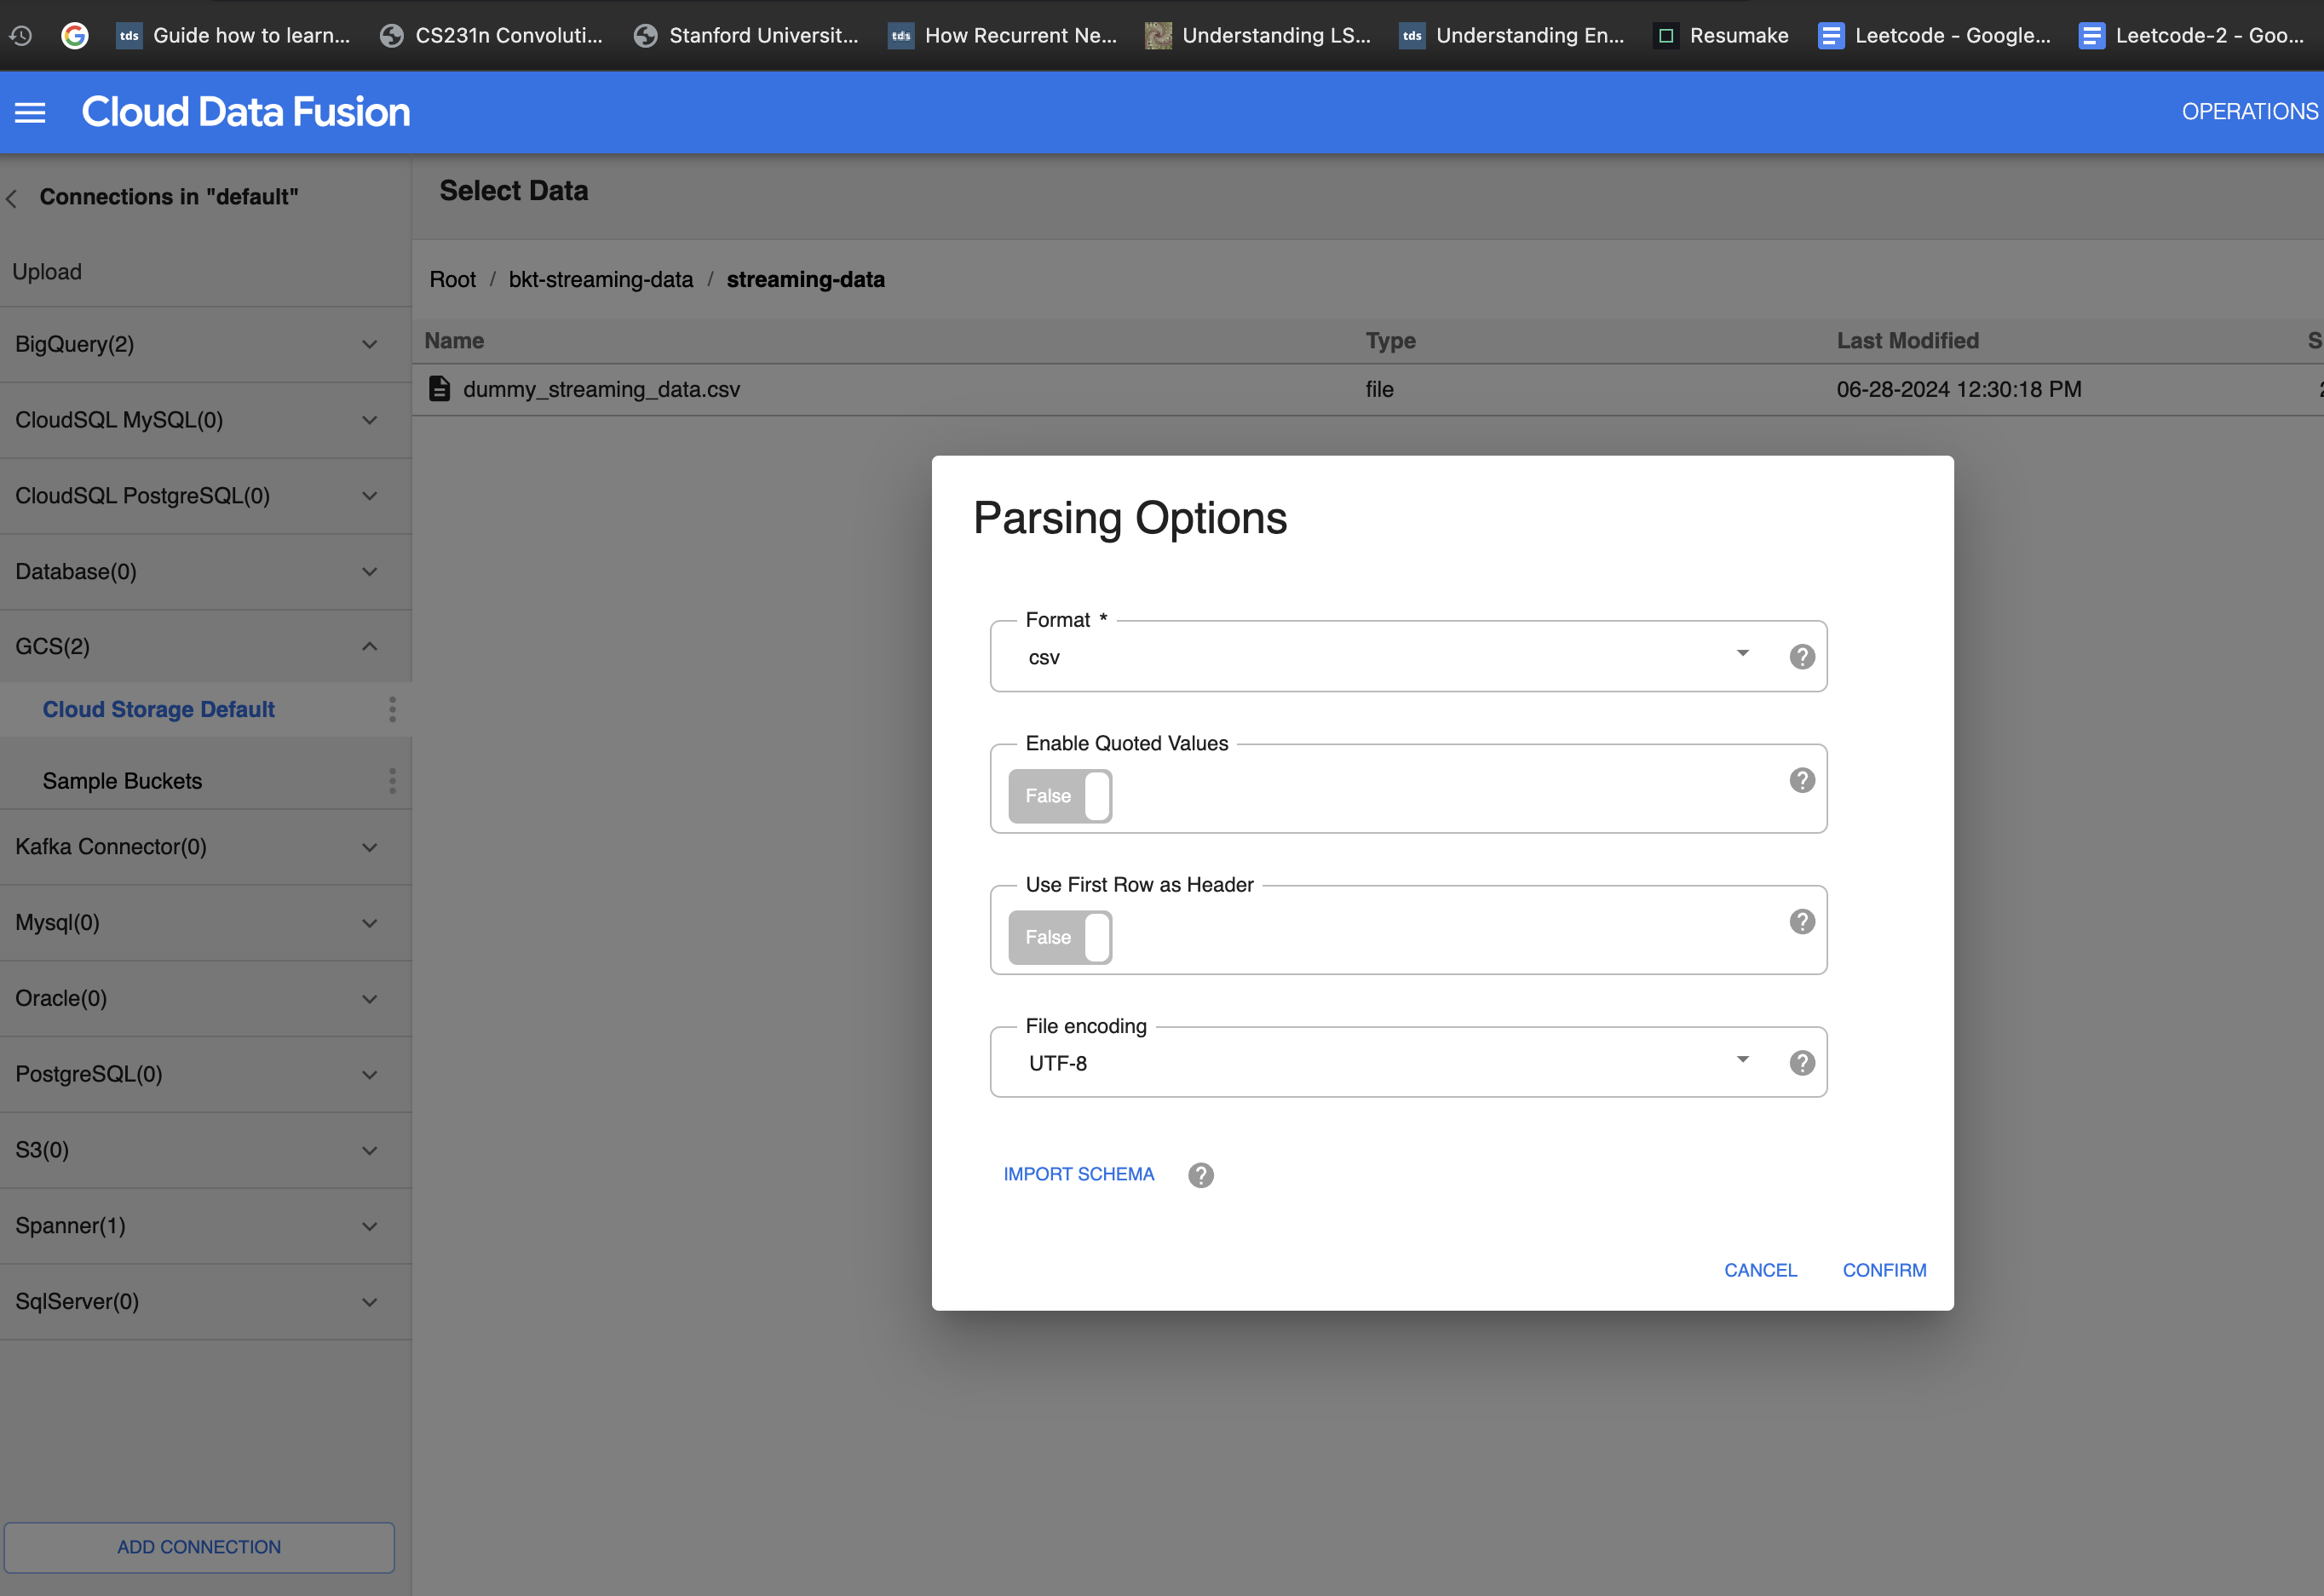 tds Guide how to learn... CS231n Convoluti... Stanford Universit... tds How Recurrent Ne... Understanding LS... tds Understanding En... Resumake Leetcode - Google... Leetcode-2 - Goo...
Cloud Data Fusion OPERATIONS
Connections in "default"
Upload
BigQuery(2)
CloudSQL MySQL(0)
CloudSQL PostgreSQL(0)
Database(0)
GCS(2)
Cloud Storage Default
Sample Buckets
Kafka Connector(0)
Mysql(0)
Oracle(0)
PostgreSQL(0)
S3(0)
Spanner(1)
SqlServer(0)
ADD CONNECTION
Select Data
Root / bkt-streaming-data / streaming-data
Name Type Last Modified S
dummy_streaming_data.csv file 06-28-2024 12:30:18 PM
Parsing Options
Format *
csv
Enable Quoted Values
False
Use First Row as Header
False
File encoding
UTF-8
IMPORT SCHEMA
CANCEL CONFIRM